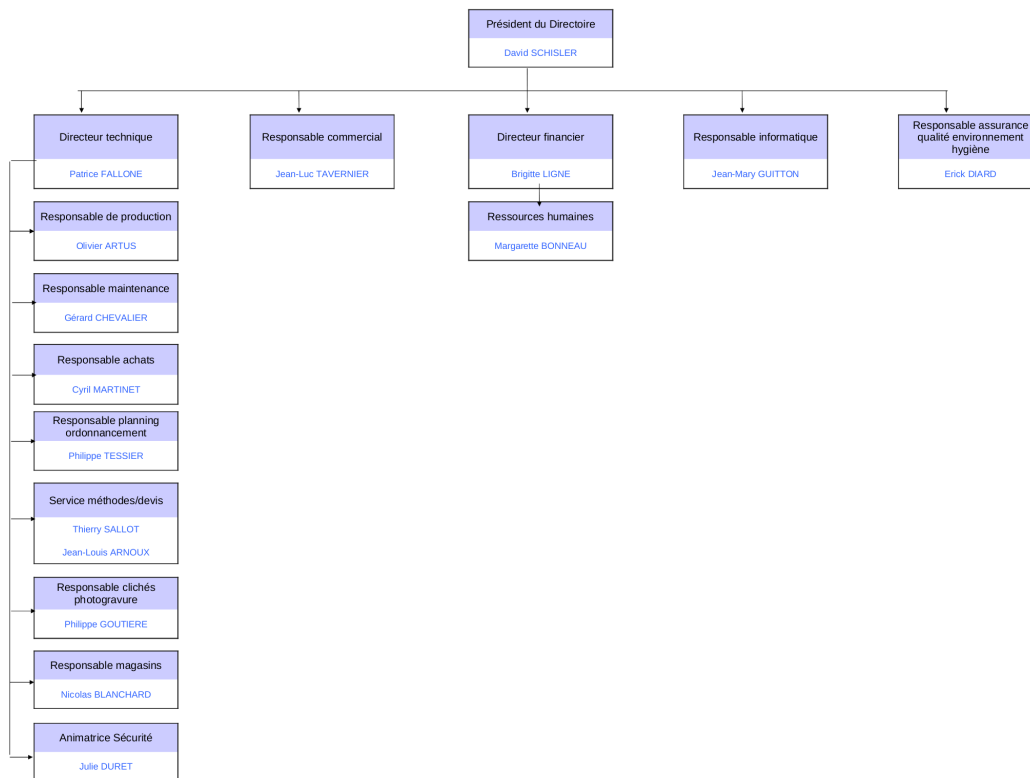 Président du Directoire
David SCHISLER
Directeur technique
Patrice FALLONE
Responsable commercial
Jean-Luc TAVERNIER
Directeur financier
Brigitte LIGNE
Responsable informatique
Jean-Mary GUITTON
Responsable assurance
qualité environnement
hygiène
Erick DIARD
Responsable de production
Olivier ARTUS
Ressources humaines
Margarette BONNEAU
Responsable maintenance
Gérard CHEVALIER
Responsable achats
Cyril MARTINET
Responsable planning
ordonnancement
Philippe TESSIER
Service méthodes/devis
Thierry SALLOT
Jean-Louis ARNOUX
Responsable clichés
photogravure
Philippe GOUTIERE
Responsable magasins
Nicolas BLANCHARD
Animatrice Sécurité
Julie DURET